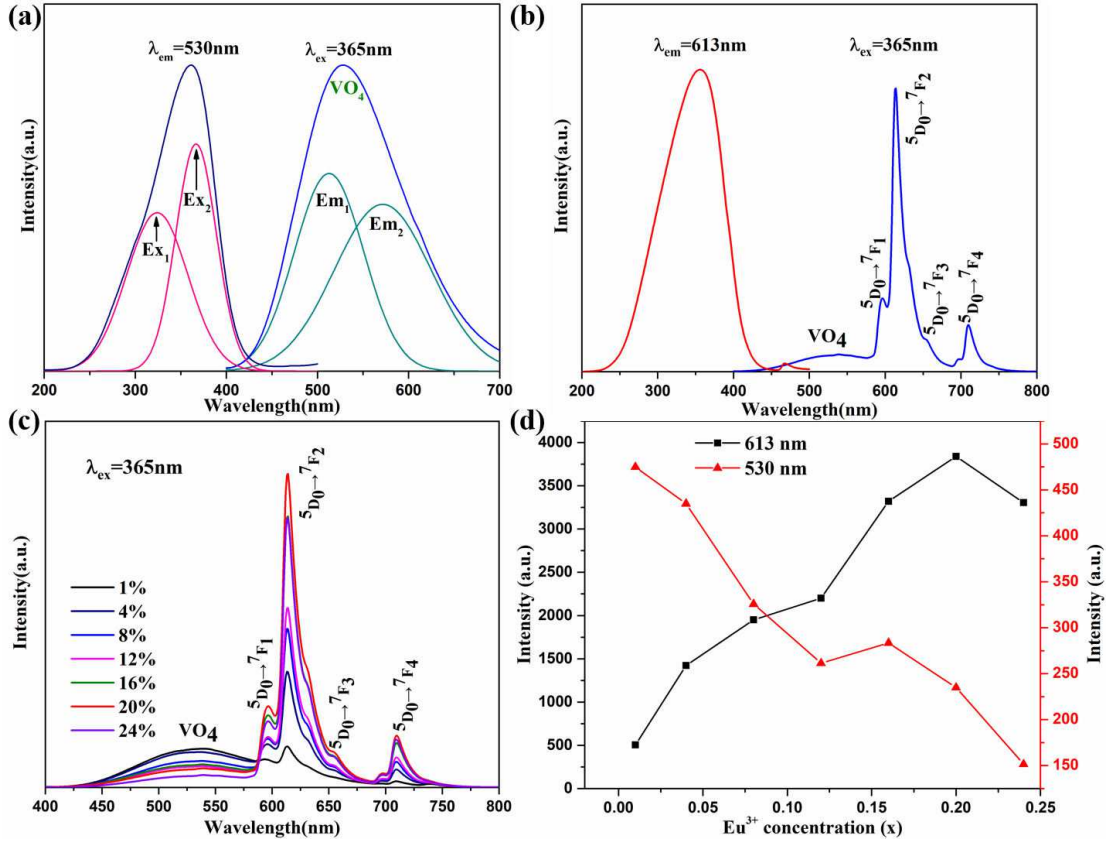 (a)
λem=530nm
λex=365nm
VO4
Ex1
Ex2
Em1
Em2
Intensity(a.u.)
200 300 400 500 600 700
Wavelength(nm)
(b)
λem=613nm
λex=365nm
5D0→7F2
5D0→7F1
5D0→7F3
5D0→7F4
VO4
Intensity(a.u.)
200 300 400 500 600 700 800
Wavelength(nm)
(c)
λex=365nm
5D0→7F2
1%
4%
8%
12%
16%
20%
24%
5D0→7F1
5D0→7F3
5D0→7F4
VO4
Intensity(a.u.)
400 450 500 550 600 650 700 750 800
Wavelength(nm)
(d)
613 nm
530 nm
4000
3500
3000
2500
2000
1500
1000
500
0
Intensity (a.u.)
500
450
400
350
300
250
200
150
Intensity (a.u.)
0.00 0.05 0.10 0.15 0.20 0.25
Eu3+ concentration (x)